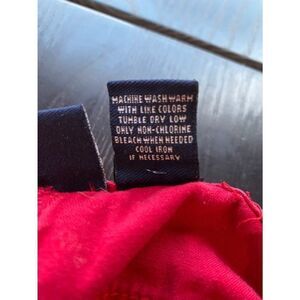 MACHINE WASH WARM
WITH LIKE COLORS
TUMBLE DRY LOW
ONLY NON-CHLORINE
BLEACH WHEN NEEDED
COOL IRON
IF NECESSARY